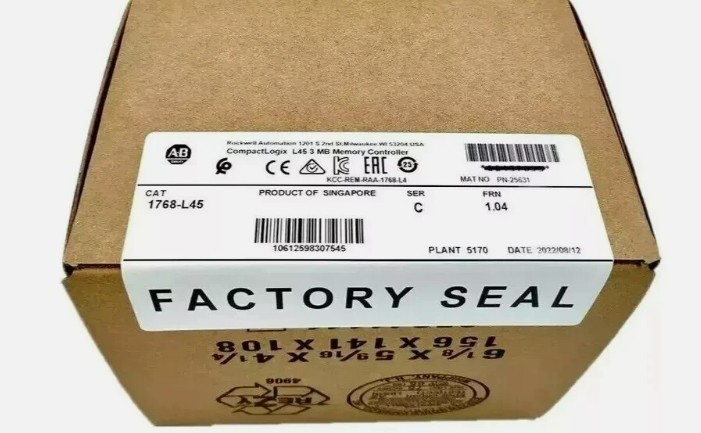 A·B
Rockwell Automation 1201 S 2nd St.Milwaukee WI 53204 USA
CompactLogix L45 3 MB Memory Controller
CE EAC 25
KCC-REM-RAA-1768-L4
MAT NO PN-25631
CAT PRODUCT OF SINGAPORE SER FRN
1768-L45 C 1.04
10612598307545
PLANT 5170 DATE 2022/08/12
FACTORY SEAL
156 X 141 X 108
6 1/8 X 5 9/16 X 4 1/4
4906
REZY